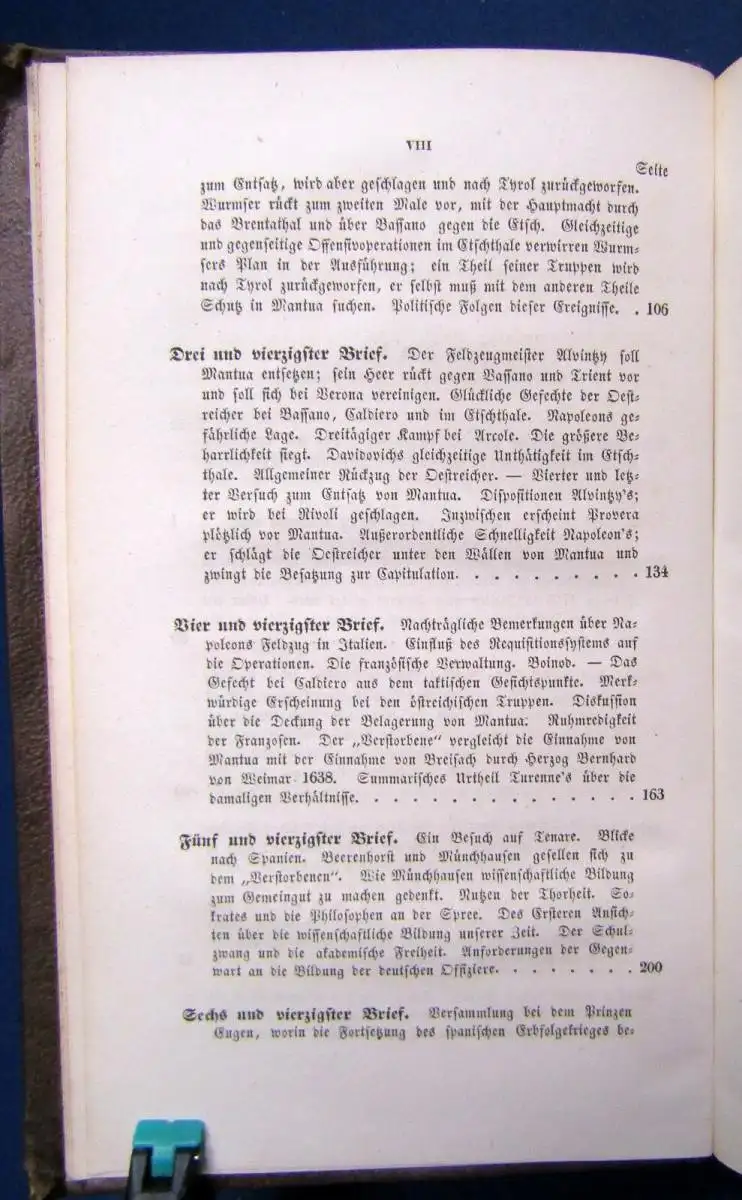 VIII
Seite
zum Entsatz, wird aber geschlagen und nach Tyrol zurückgeworfen.
Wurmser rückt zum zweiten Male vor, mit der Hauptmacht durch
das Brentathal und über Bassano gegen die Etsch. Gleichzeitige
und gegenseitige Offensivoperationen im Etschthale verwirren Wurm-
sers Plan in der Ausführung; ein Theil seiner Truppen wird
nach Tyrol zurückgeworfen, er selbst muß mit dem anderen Theile
Schutz in Mantua suchen. Politische Folgen dieser Ereignisse. . 106
Drei und vierzigster Brief. Der Feldzeugmeister Alvintzy soll
Mantua entsetzen; sein Heer rückt gegen Bassano und Trient vor
und soll sich bei Verona vereinigen. Glückliche Gefechte der Oest-
reicher bei Bassano, Caldiero und im Etschthale. Napoleons ge-
fährliche Lage. Dreitägiger Kampf bei Arcole. Die größere Be-
harrlichkeit siegt. Davidovichs gleichzeitige Unthätigkeit im Etsch-
thale. Allgemeiner Rückzug der Oestreicher. — Vierter und letz-
ter Versuch zum Entsatz von Mantua. Dispositionen Alvintzy's;
er wird bei Rivoli geschlagen. Inzwischen erscheint Provera
plötzlich vor Mantua. Außerordentliche Schnelligkeit Napoleon's;
er schlägt die Oestreicher unter den Wällen von Mantua und
zwingt die Besatzung zur Capitulation. . . . . . . . . . 134
Vier und vierzigster Brief. Nachträgliche Bemerkungen über Na-
poleons Feldzug in Italien. Einfluß des Requisitionssystems auf
die Operationen. Die französische Verwaltung. Boinod. — Das
Gefecht bei Caldiero aus dem taktischen Gesichtspunkte. Merk-
würdige Erscheinung bei den östreichischen Truppen. Diskussion
über die Deckung der Belagerung von Mantua. Ruhmredigkeit
der Franzosen. Der „Verstorbene“ vergleicht die Einnahme von
Mantua mit der Einnahme von Breisach durch Herzog Bernhard
von Weimar 1638. Summarisches Urtheil Turenne's über die
damaligen Verhältnisse. . . . . . . . . . . . . . . 163
Fünf und vierzigster Brief. Ein Besuch auf Tenare. Blicke
nach Spanien. Beerenhorst und Münchhausen gesellen sich zu
dem „Verstorbenen“. Wie Münchhausen wissenschaftliche Bildung
zum Gemeingut zu machen gedenkt. Nutzen der Thorheit. So-
krates und die Philosophen an der Spree. Des Ersteren Ansich-
ten über die wissenschaftliche Bildung unserer Zeit. Der Schul-
zwang und die akademische Freiheit. Anforderungen der Gegen-
wart an die Bildung der deutschen Offiziere. . . . . . . . 200
Sechs und vierzigster Brief. Versammlung bei dem Prinzen
Eugen, worin die Fortsetzung des spanischen Erbfolgekrieges be-